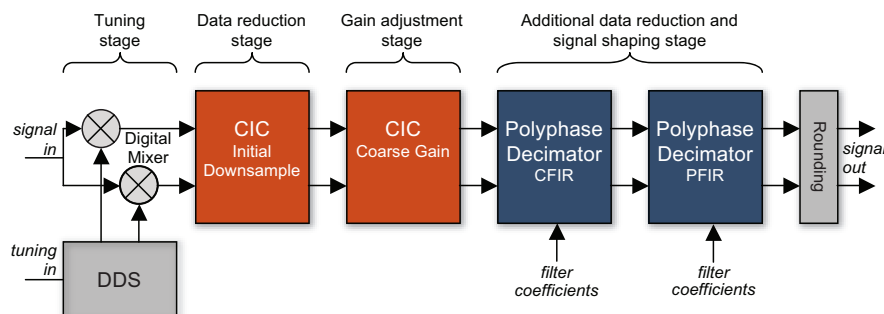 Tuning
stage
Data reduction
stage
Gain adjustment
stage
Additional data reduction and
signal shaping stage
signal
in
Digital
Mixer
CIC
Initial
Downsample
CIC
Coarse Gain
Polyphase
Decimator
CFIR
Polyphase
Decimator
PFIR
Rounding
signal
out
tuning
in
DDS
filter
coefficients
filter
coefficients